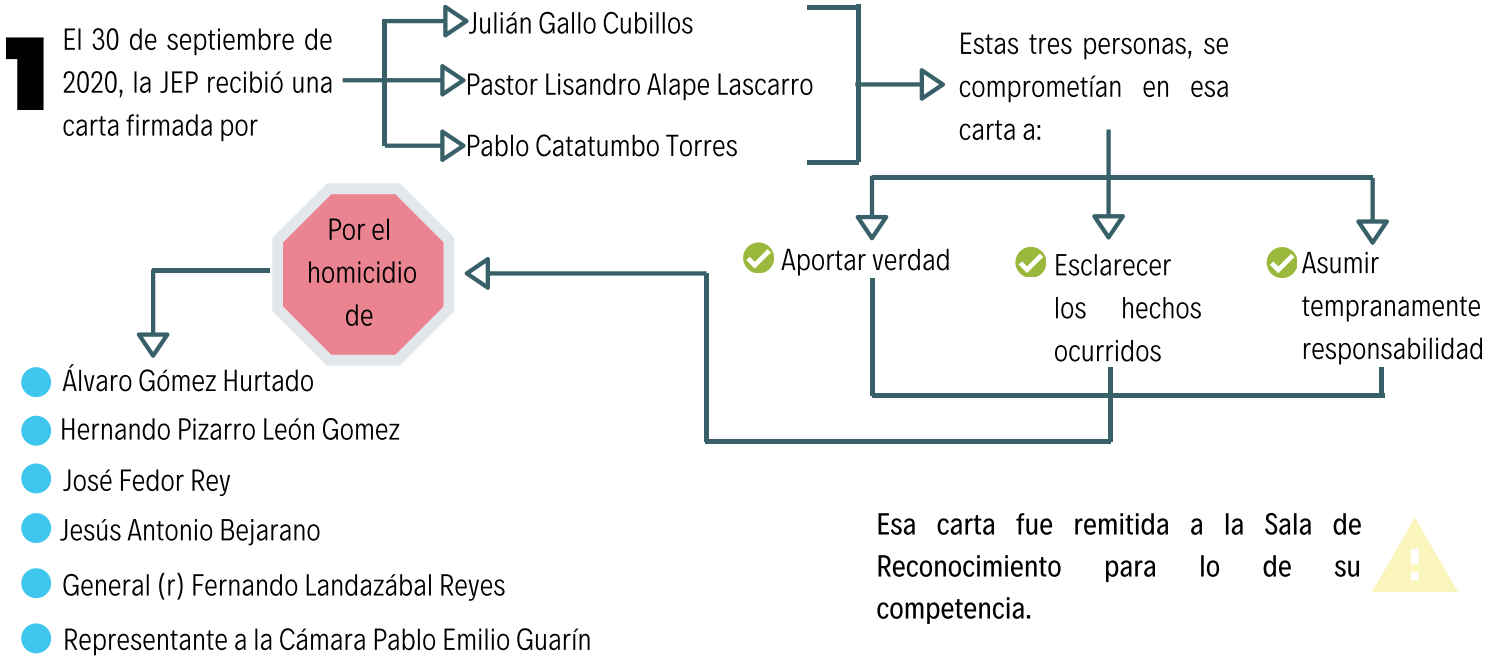 1
El 30 de septiembre de
2020, la JEP recibió una
carta firmada por
Julián Gallo Cubillos
Pastor Lisandro Alape Lascarro
Pablo Catatumbo Torres
Estas tres personas, se
comprometían en esa
carta a:
Aportar verdad
Esclarecer
los hechos
ocurridos
Asumir
tempranamente
responsabilidad
Por el
homicidio
de
Álvaro Gómez Hurtado
Hernando Pizarro León Gomez
José Fedor Rey
Jesús Antonio Bejarano
General (r) Fernando Landazábal Reyes
Representante a la Cámara Pablo Emilio Guarín
Esa carta fue remitida a la Sala de
Reconocimiento para lo de su
competencia.